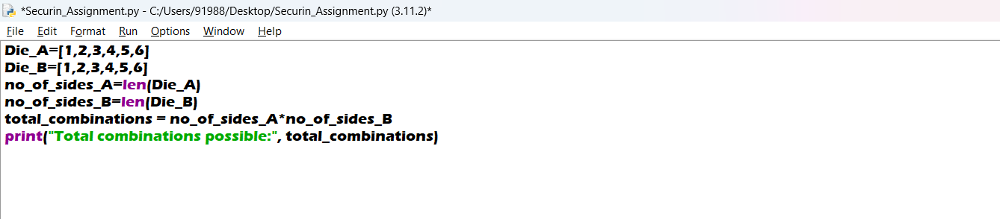 *Securin_Assignment.py - C:/Users/91988/Desktop/Securin_Assignment.py (3.11.2)*
File Edit Format Run Options Window Help
Die_A=[1,2,3,4,5,6]
Die_B=[1,2,3,4,5,6]
no_of_sides_A=len(Die_A)
no_of_sides_B=len(Die_B)
total_combinations = no_of_sides_A*no_of_sides_B
print("Total combinations possible:", total_combinations)